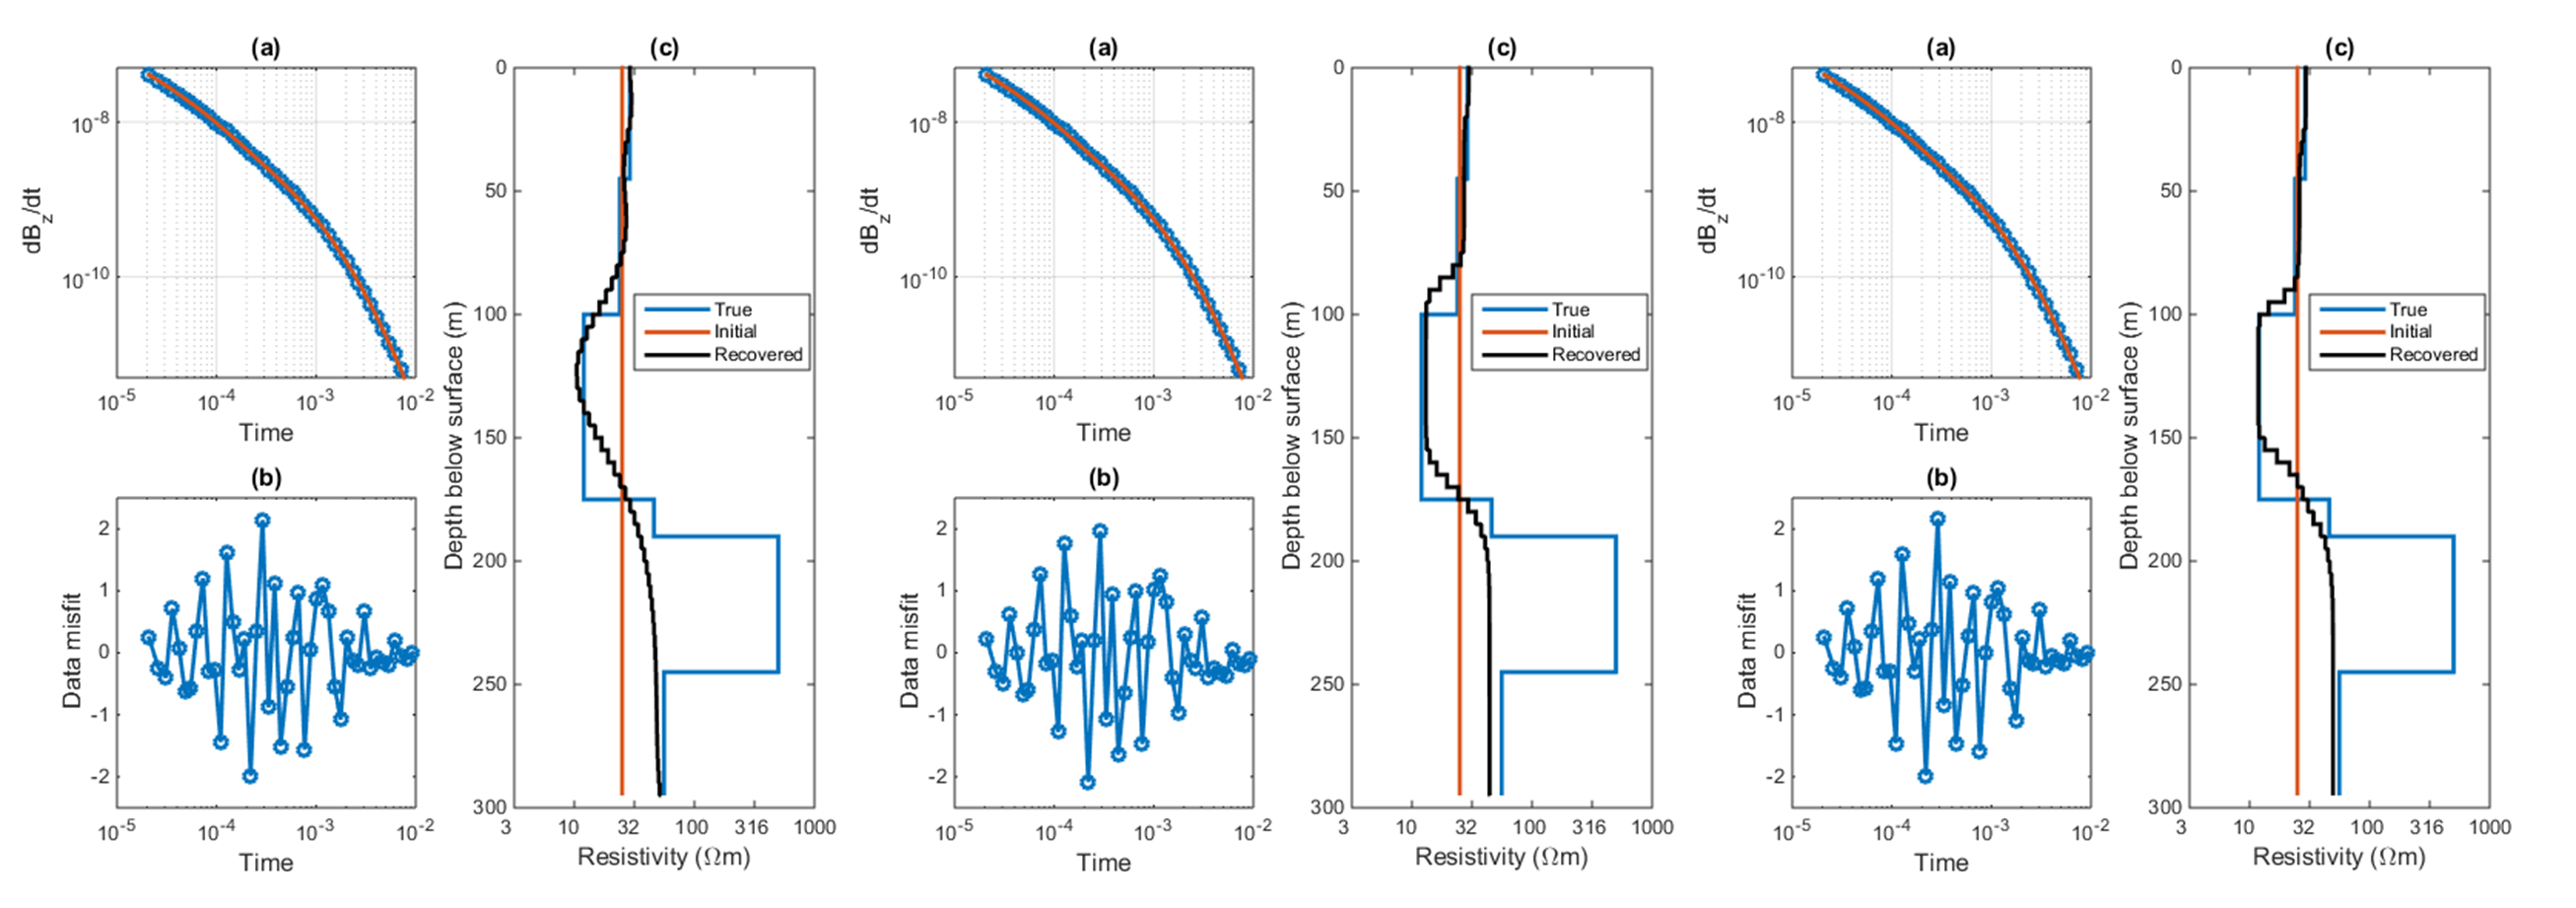 (a)
10^-8
10^-10
dB_z/dt
10^-5 10^-4 10^-3 10^-2
Time
(b)
2
1
0
-1
-2
Data misfit
10^-5 10^-4 10^-3 10^-2
Time
(c)
0
50
100
150
200
250
300
Depth below surface (m)
True
Initial
Recovered
3 10 32 100 316 1000
Resistivity (Ωm)
(a)
10^-8
10^-10
dB_z/dt
10^-5 10^-4 10^-3 10^-2
Time
(b)
2
1
0
-1
-2
Data misfit
10^-5 10^-4 10^-3 10^-2
Time
(c)
0
50
100
150
200
250
300
Depth below surface (m)
True
Initial
Recovered
3 10 32 100 316 1000
Resistivity (Ωm)
(a)
10^-8
10^-10
dB_z/dt
10^-5 10^-4 10^-3 10^-2
Time
(b)
2
1
0
-1
-2
Data misfit
10^-5 10^-4 10^-3 10^-2
Time
(c)
0
50
100
150
200
250
300
Depth below surface (m)
True
Initial
Recovered
3 10 32 100 316 1000
Resistivity (Ωm)